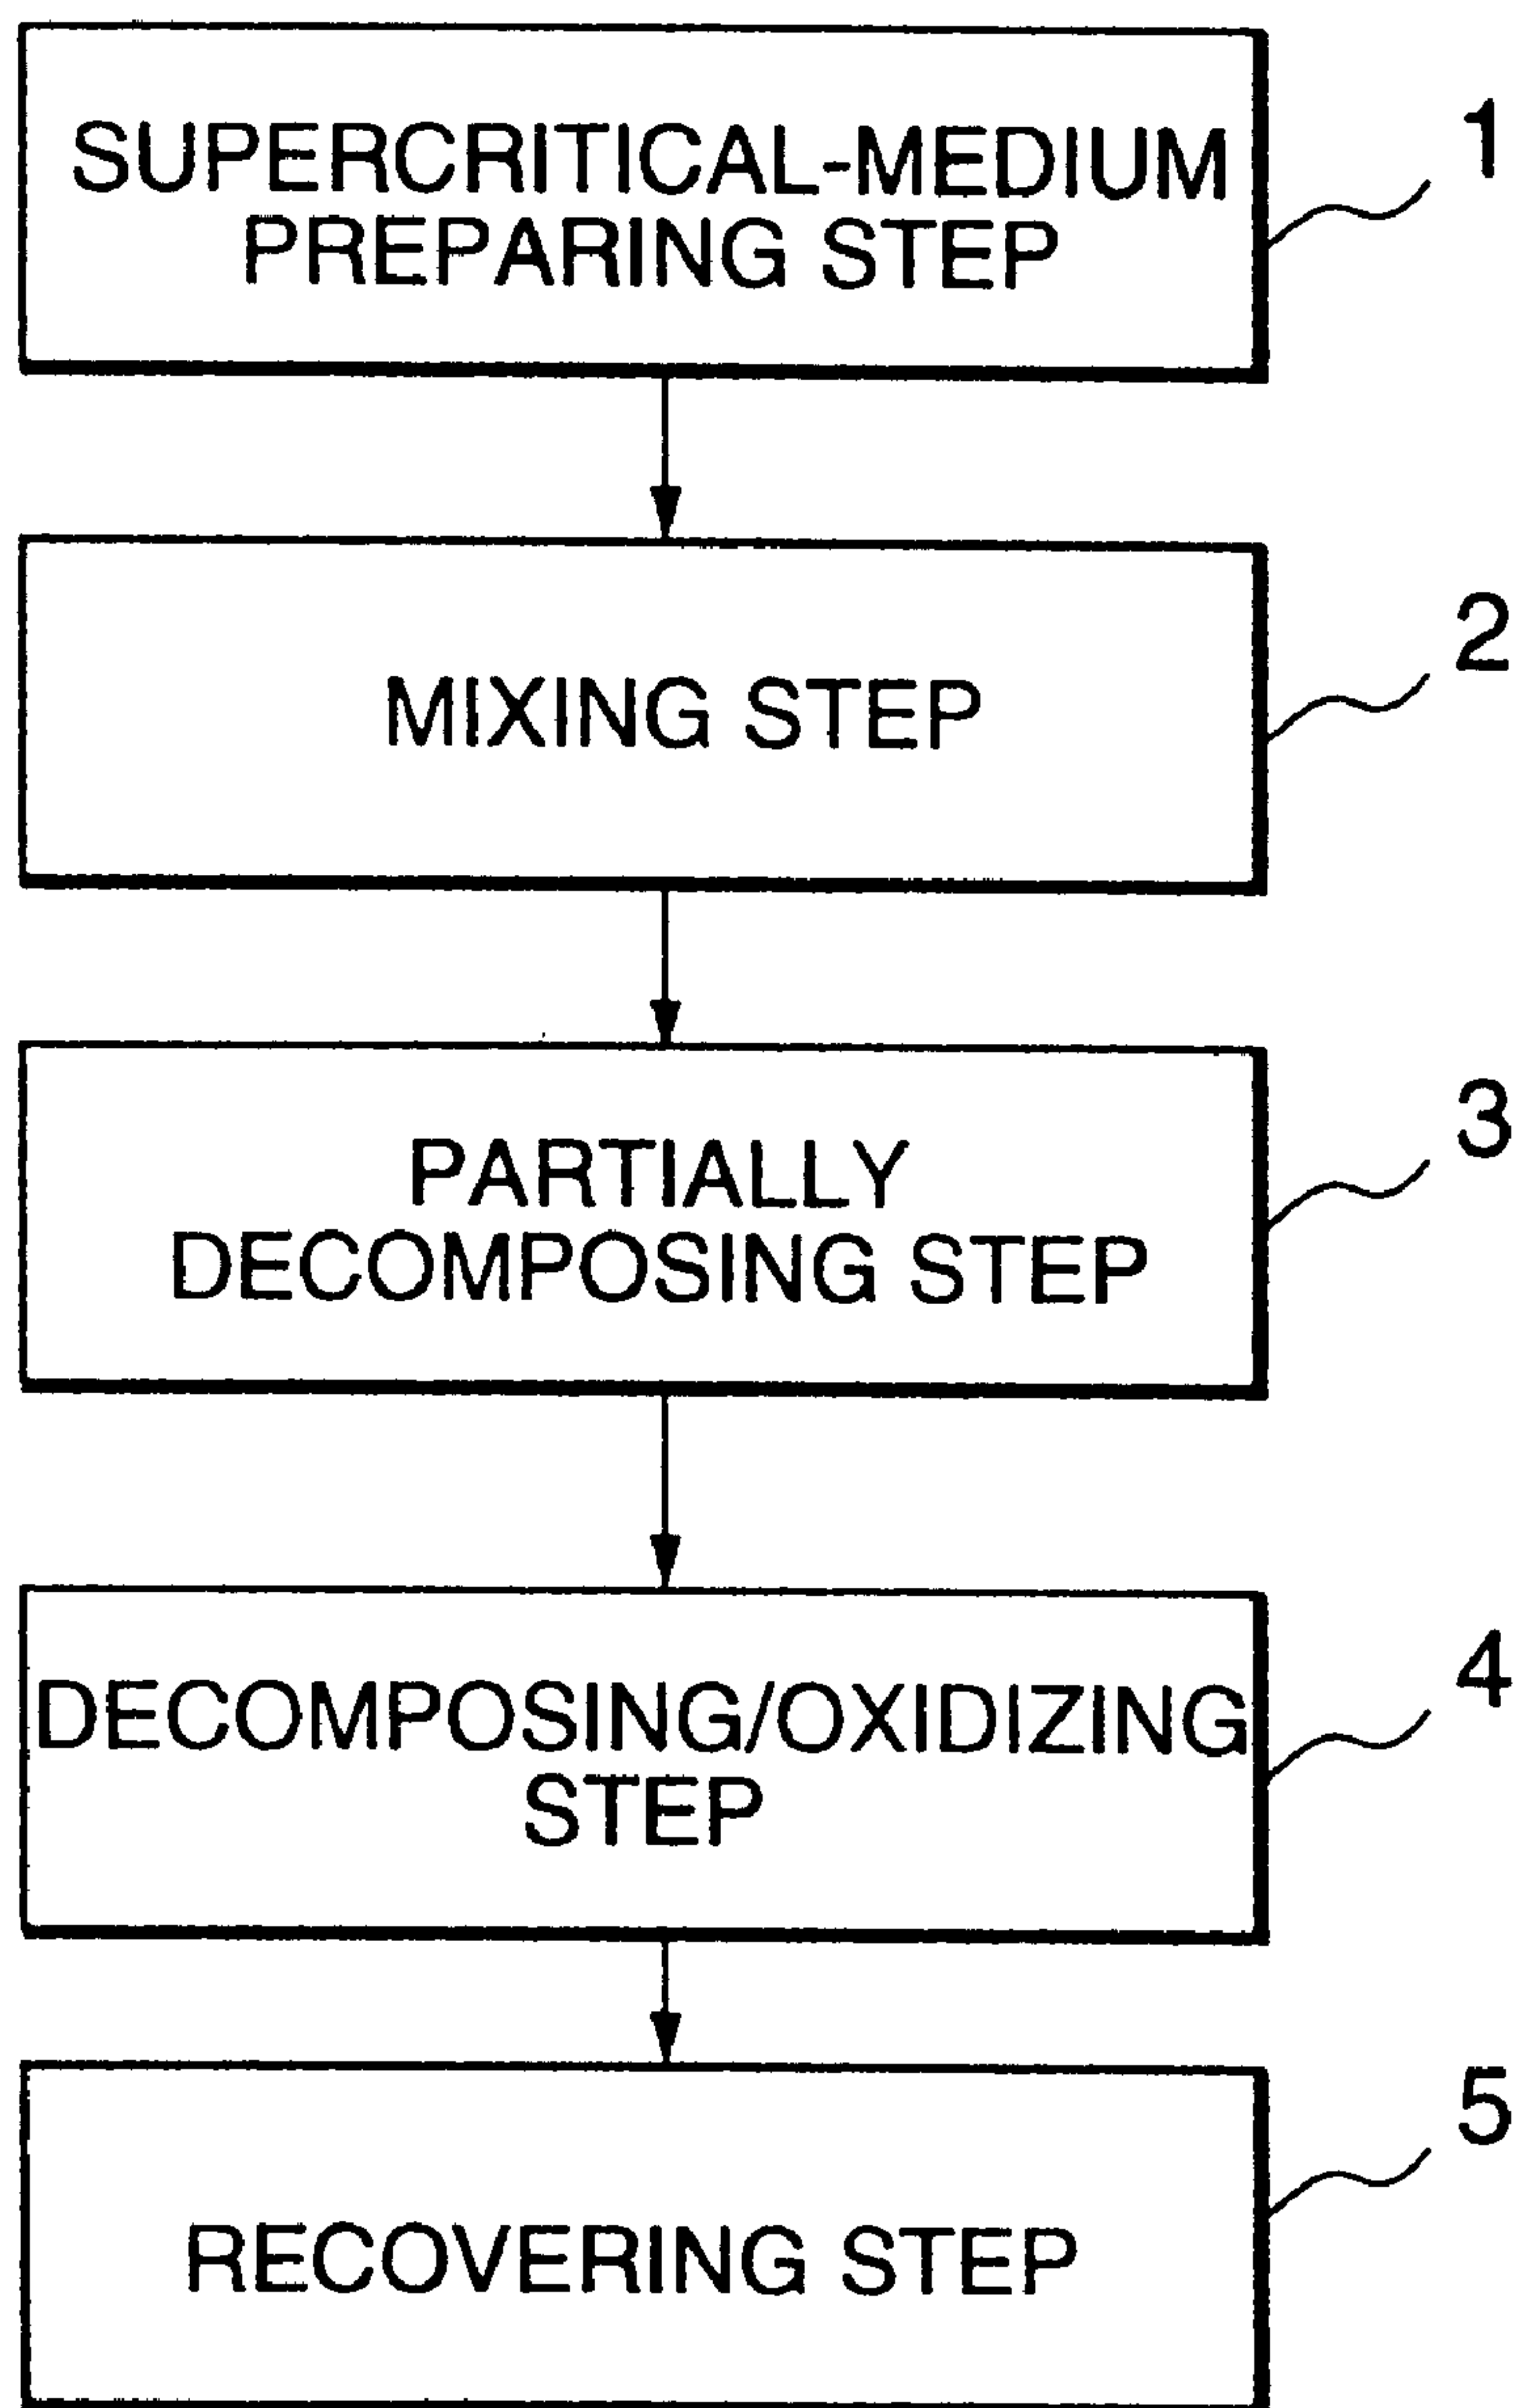 SUPERCRITICAL-MEDIUM
PREPARING STEP
1
MIXING STEP
2
PARTIALLY
DECOMPOSING STEP
3
DECOMPOSING/OXIDIZING
STEP
4
RECOVERING STEP
5